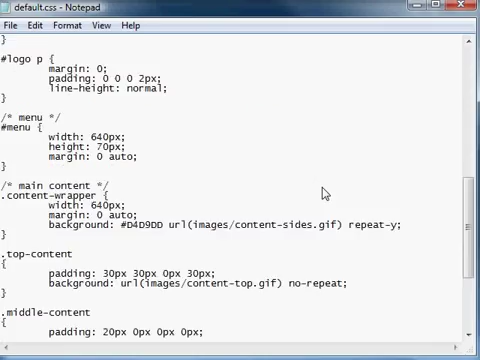 default.css - Notepad
File Edit Format View Help
}
#logo p {
margin: 0;
padding: 0 0 0 2px;
line-height: normal;
}
/* menu */
#menu {
width: 640px;
height: 70px;
margin: 0 auto;
}
/* main content */
.content-wrapper {
width: 640px;
margin: 0 auto;
background: #D4D9DD url(images/content-sides.gif) repeat-y;
}
.top-content
{
padding: 30px 30px 0px 30px;
background: url(images/content-top.gif) no-repeat;
}
.middle-content
{
padding: 20px 0px 0px 0px;